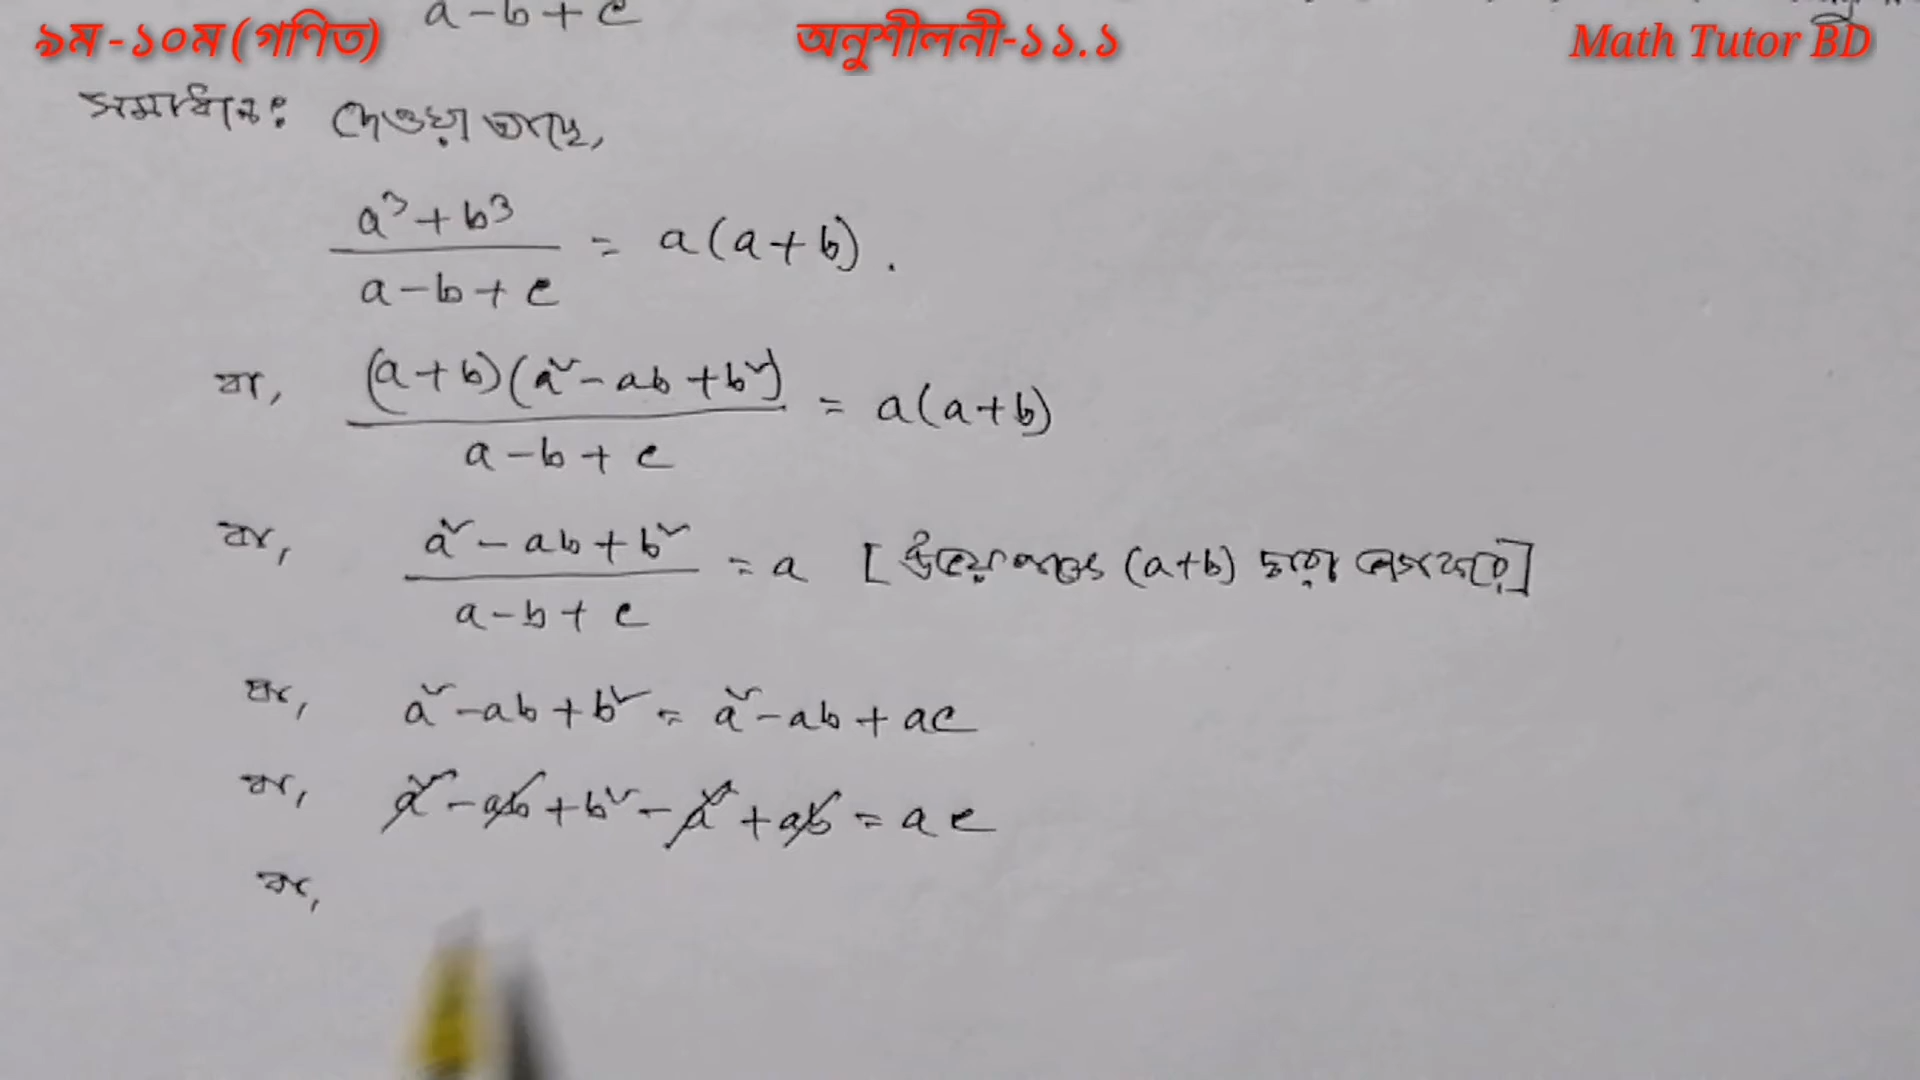 a-b+c
৯ম-১০ম(গণিত) অনুশীলনী-১১.১ Math Tutor BD
সমাধান: দেওয়া আছে,
a³+b³ / a-b+c = a(a+b).
বা, (a+b)(a²-ab+b²) / a-b+c = a(a+b)
বা, a²-ab+b² / a-b+c = a [উভয়পক্ষকে (a+b) দ্বারা ভাগ করে]
বা, a²-ab+b² = a²-ab+ac
বা, a²-ab+b²-a²+ab = ac
বা,